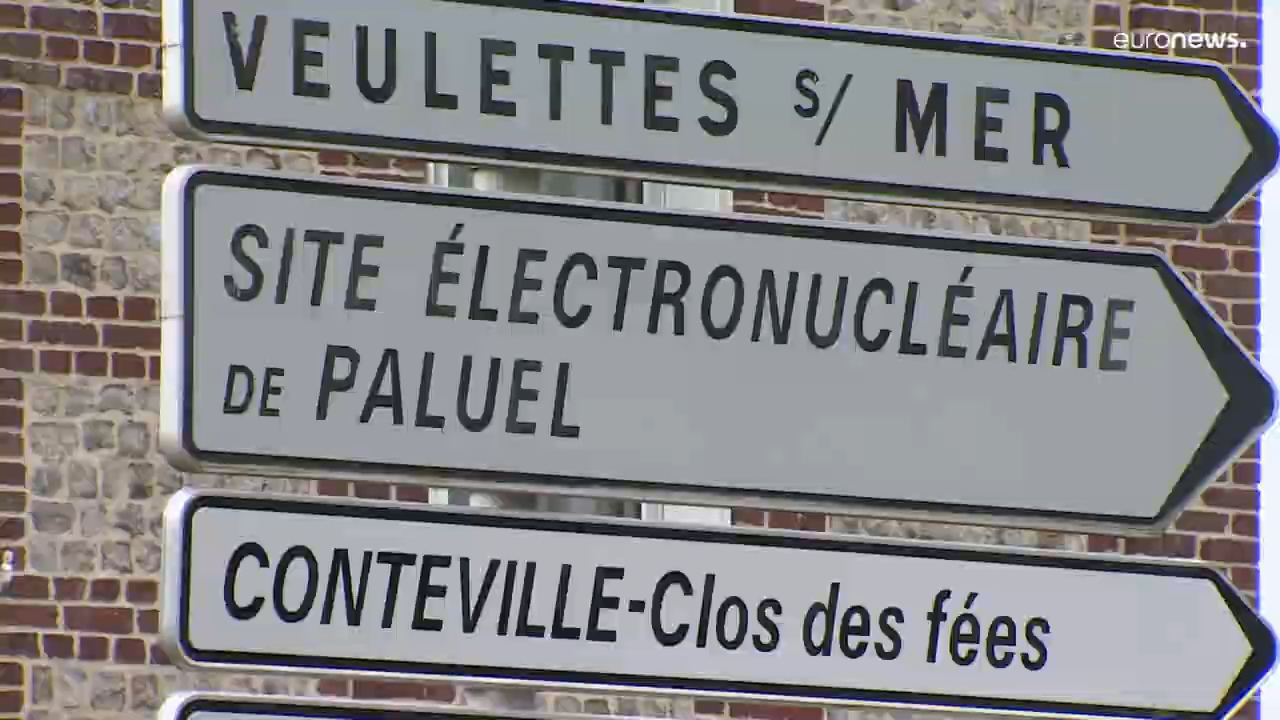 euronews.
VEULETTES s/ MER
SITE ÉLECTRONUCLÉAIRE
DE PALUEL
CONTEVILLE-Clos des fées